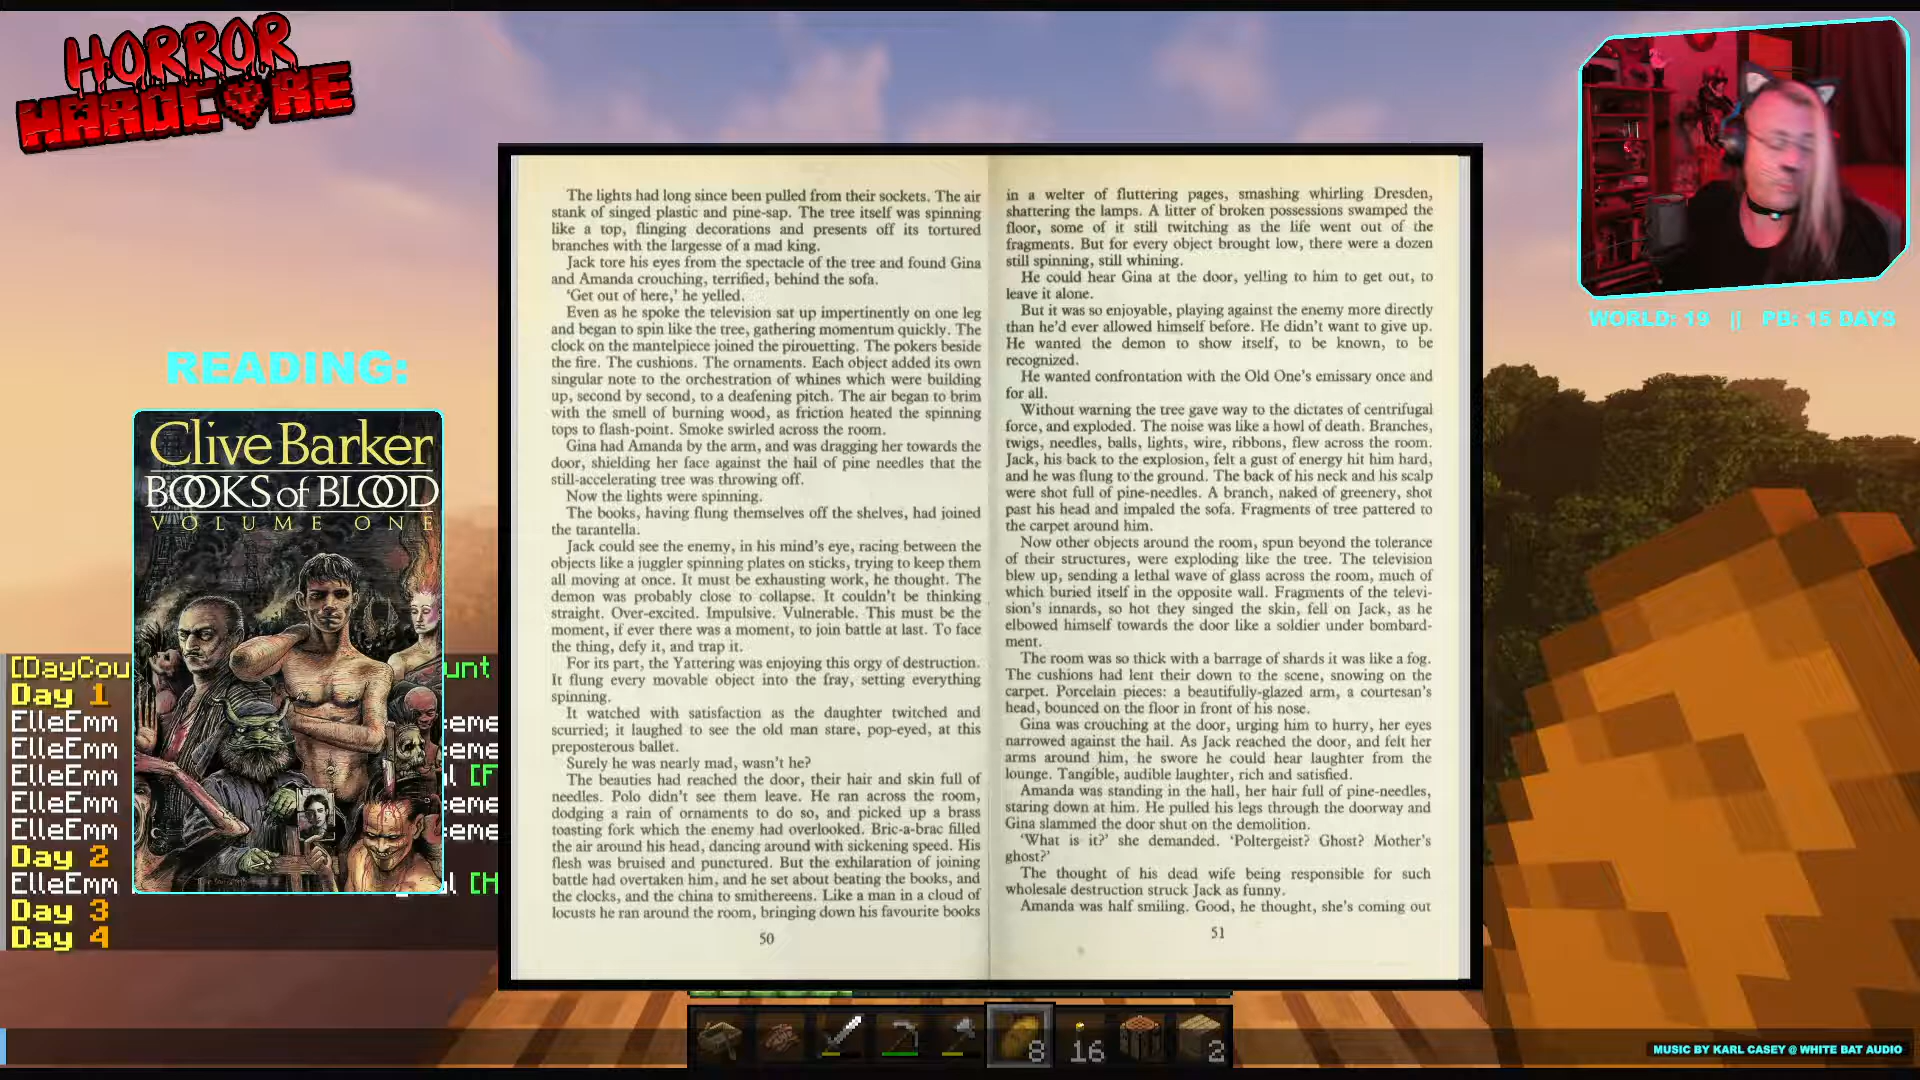 HORROR
HARDCORE
WORLD: 19 || PB: 15 DAYS
READING:
Clive Barker
BOOKS of BLOOD
VOLUME ONE
[DayCou
unt
Day 1
ElleEmm
eme
ElleEmm
eme
ElleEmm
l [F
ElleEmm
eme
ElleEmm
eme
Day 2
ElleEmm
l [H
Day 3
Day 4
The lights had long since been pulled from their sockets. The air
stank of singed plastic and pine-sap. The tree itself was spinning
like a top, flinging decorations and presents off its tortured
branches with the largesse of a mad king.
Jack tore his eyes from the spectacle of the tree and found Gina
and Amanda crouching, terrified, behind the sofa.
‘Get out of here,’ he yelled.
Even as he spoke the television sat up impertinently on one leg
and began to spin like the tree, gathering momentum quickly. The
clock on the mantelpiece joined the pirouetting. The pokers beside
the fire. The cushions. The ornaments. Each object added its own
singular note to the orchestration of whines which were building
up, second by second, to a deafening pitch. The air began to brim
with the smell of burning wood, as friction heated the spinning
tops to flash-point. Smoke swirled across the room.
Gina had Amanda by the arm, and was dragging her towards the
door, shielding her face against the hail of pine needles that the
still-accelerating tree was throwing off.
Now the lights were spinning.
The books, having flung themselves off the shelves, had joined
the tarantella.
Jack could see the enemy, in his mind’s eye, racing between the
objects like a juggler spinning plates on sticks, trying to keep them
all moving at once. It must be exhausting work, he thought. The
demon was probably close to collapse. It couldn’t be thinking
straight. Over-excited. Impulsive. Vulnerable. This must be the
moment, if ever there was a moment, to join battle at last. To face
the thing, defy it, and trap it.
For its part, the Yattering was enjoying this orgy of destruction.
It flung every movable object into the fray, setting everything
spinning.
It watched with satisfaction as the daughter twitched and
scurried; it laughed to see the old man stare, pop-eyed, at this
preposterous ballet.
Surely he was nearly mad, wasn’t he?
The beauties had reached the door, their hair and skin full of
needles. Polo didn’t see them leave. He ran across the room,
dodging a rain of ornaments to do so, and picked up a brass
toasting fork which the enemy had overlooked. Bric-a-brac filled
the air around his head, dancing around with sickening speed. His
flesh was bruised and punctured. But the exhilaration of joining
battle had overtaken him, and he set about beating the books, and
the clocks, and the china to smithereens. Like a man in a cloud of
locusts he ran around the room, bringing down his favourite books
50
in a welter of fluttering pages, smashing whirling Dresden,
shattering the lamps. A litter of broken possessions swamped the
floor, some of it still twitching as the life went out of the
fragments. But for every object brought low, there were a dozen
still spinning, still whining.
He could hear Gina at the door, yelling to him to get out, to
leave it alone.
But it was so enjoyable, playing against the enemy more directly
than he’d ever allowed himself before. He didn’t want to give up.
He wanted the demon to show itself, to be known, to be
recognized.
He wanted confrontation with the Old One’s emissary once and
for all.
Without warning the tree gave way to the dictates of centrifugal
force, and exploded. The noise was like a howl of death. Branches,
twigs, needles, balls, lights, wire, ribbons, flew across the room.
Jack, his back to the explosion, felt a gust of energy hit him hard,
and he was flung to the ground. The back of his neck and his scalp
were shot full of pine-needles. A branch, naked of greenery, shot
past his head and impaled the sofa. Fragments of tree pattered to
the carpet around him.
Now other objects around the room, spun beyond the tolerance
of their structures, were exploding like the tree. The television
blew up, sending a lethal wave of glass across the room, much of
which buried itself in the opposite wall. Fragments of the televi-
sion’s innards, so hot they singed the skin, fell on Jack, as he
elbowed himself towards the door like a soldier under bombard-
ment.
The room was so thick with a barrage of shards it was like a fog.
The cushions had lent their down to the scene, snowing on the
carpet. Porcelain pieces: a beautifully-glazed arm, a courtesan’s
head, bounced on the floor in front of his nose.
Gina was crouching at the door, urging him to hurry, her eyes
narrowed against the hail. As Jack reached the door, and felt her
arms around him, he swore he could hear laughter from the
lounge. Tangible, audible laughter, rich and satisfied.
Amanda was standing in the hall, her hair full of pine-needles,
staring down at him. He pulled his legs through the doorway and
Gina slammed the door shut on the demolition.
‘What is it?’ she demanded. ‘Poltergeist? Ghost? Mother’s
ghost?’
The thought of his dead wife being responsible for such
wholesale destruction struck Jack as funny.
Amanda was half smiling. Good, he thought, she’s coming out
51
8
16
2
MUSIC BY KARL CASEY @ WHITE BAT AUDIO